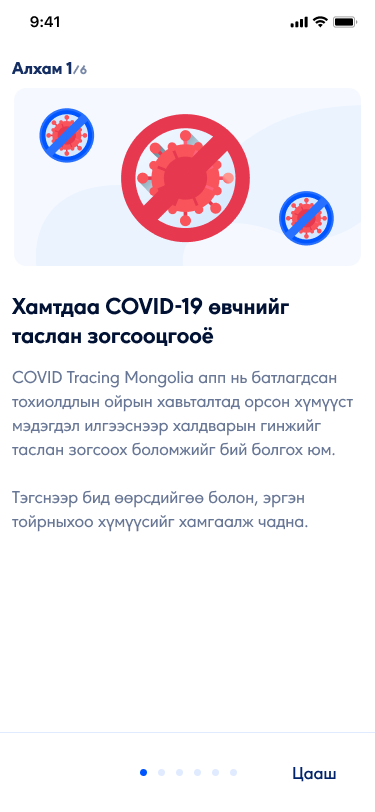 9:41
Алхам 1/6
Хамтдаа COVID-19 өвчнийг
таслан зогсооцгооё
COVID Tracing Mongolia апп нь батлагдсан
тохиолдлын ойрын хавьталтад орсон хүмүүст
мэдэгдэл илгээснээр халдварын гинжийг
таслан зогсоох боломжийг бий болгох юм.
Тэгснээр бид өөрсдийгөө болон, эргэн
тойрныхоо хүмүүсийг хамгаалж чадна.
Цааш